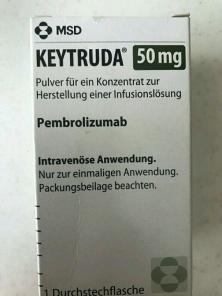 MSD
KEYTRUDA® 50 mg
Pulver für ein Konzentrat zur
Herstellung einer Infusionslösung
Pembrolizumab
Intravenöse Anwendung.
Nur zur einmaligen Anwendung.
Packungsbeilage beachten.
1 Durchstechflasche